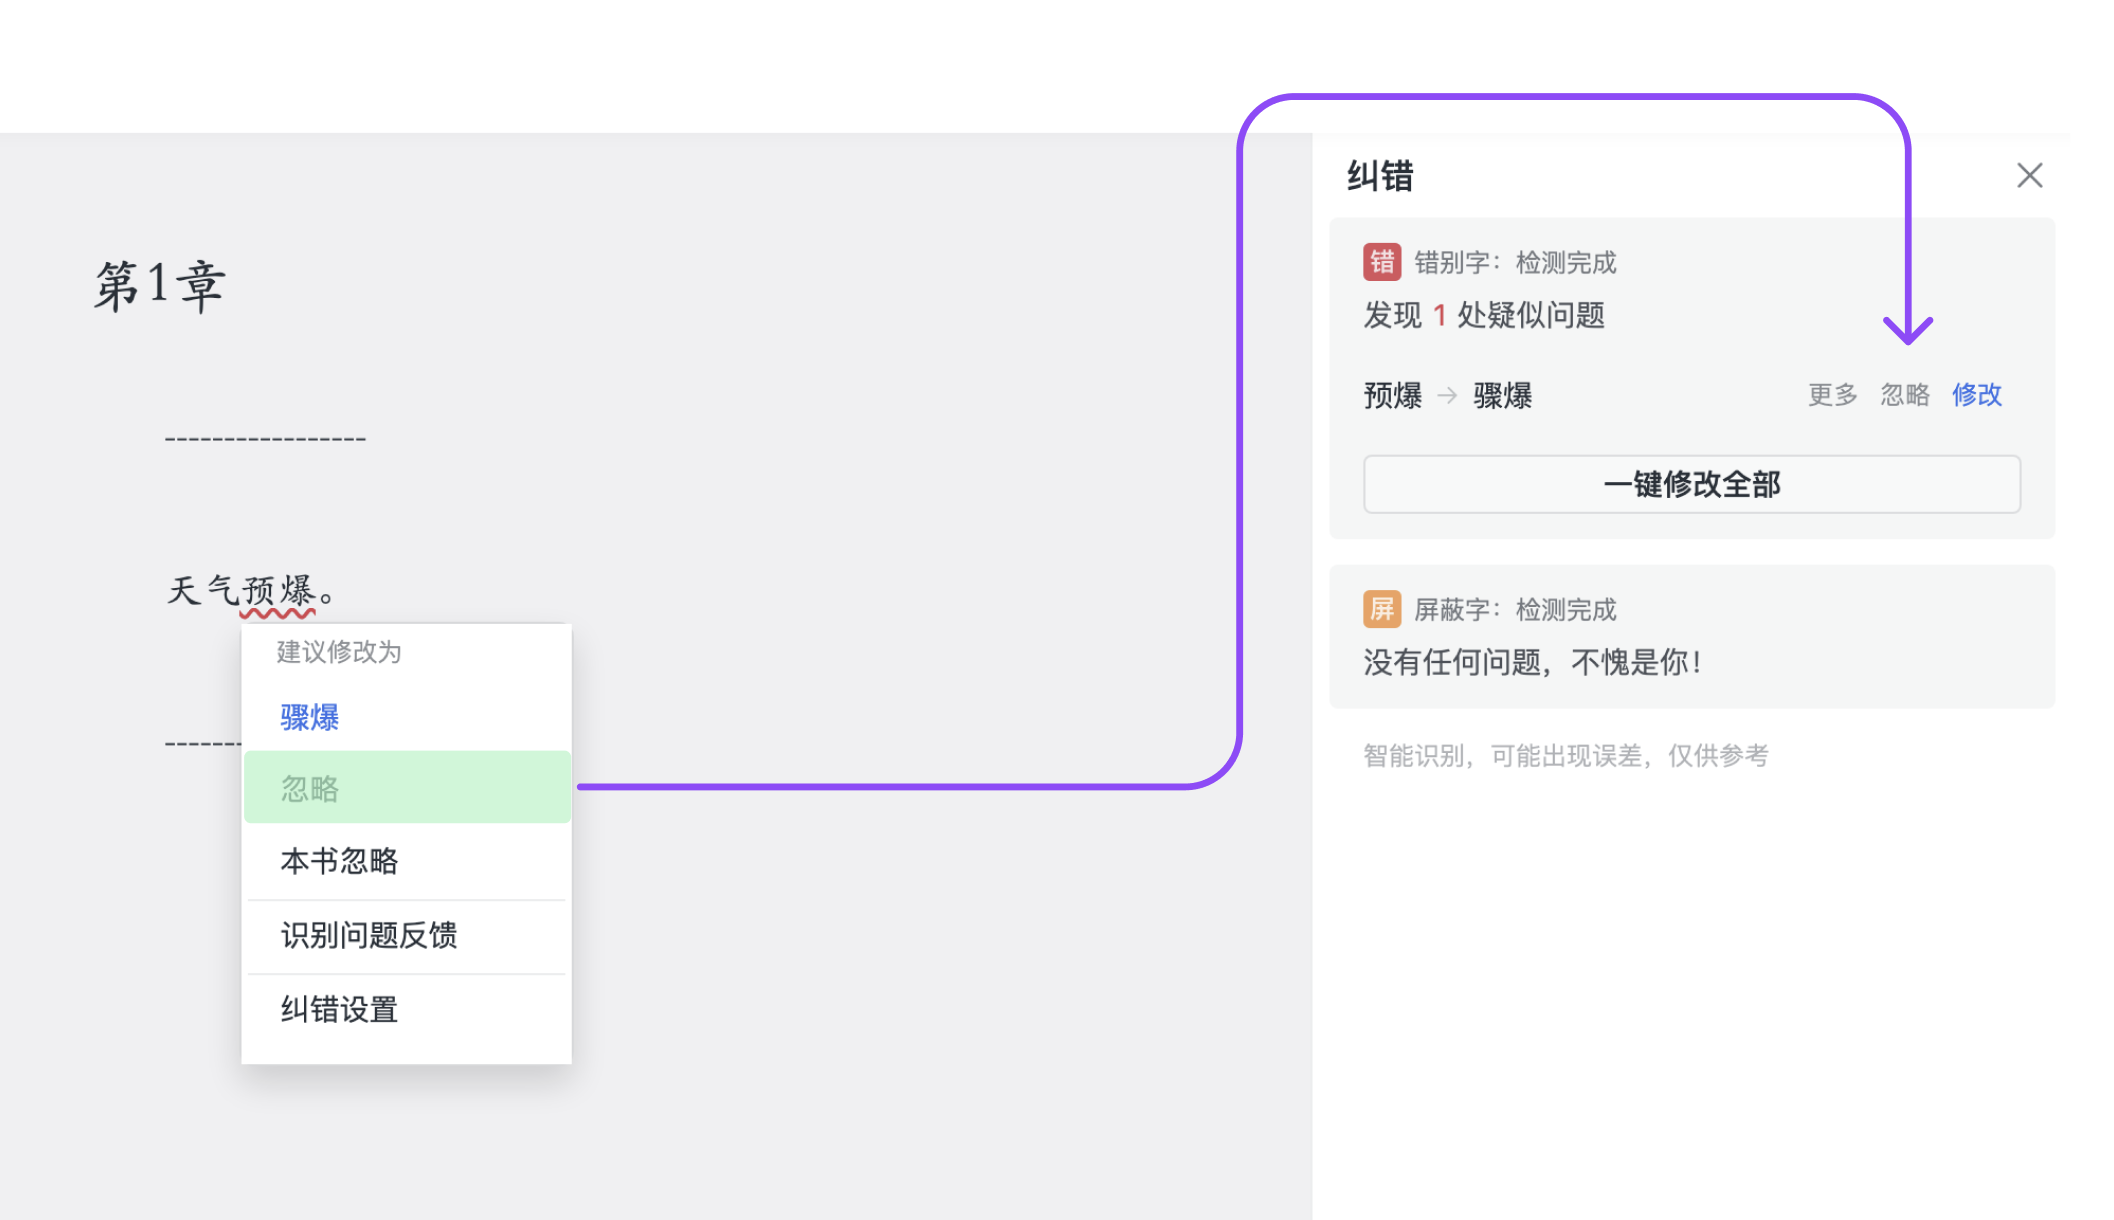 第1章
-----------------
天气预爆。
-------
建议修改为
骤爆
忽略
本书忽略
识别问题反馈
纠错设置
纠错
错 错别字：检测完成
发现 1 处疑似问题
预爆 → 骤爆 更多 忽略 修改
一键修改全部
屏 屏蔽字：检测完成
没有任何问题，不愧是你！
智能识别，可能出现误差，仅供参考